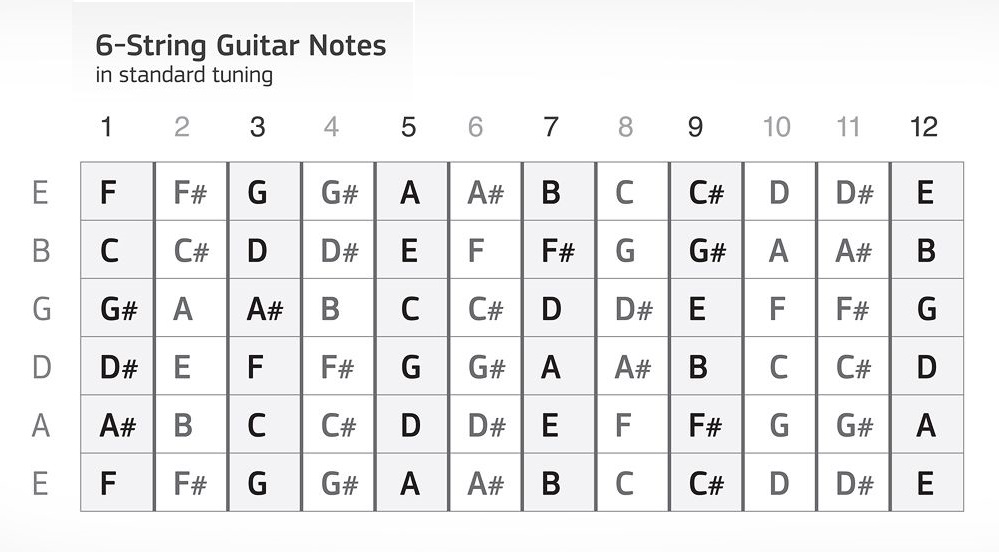 6-String Guitar Notes
in standard tuning
1 2 3 4 5 6 7 8 9 10 11 12
E F F# G G# A A# B C C# D D# E
B C C# D D# E F F# G G# A A# B
G G# A A# B C C# D D# E F F# G
D D# E F F# G G# A A# B C C# D
A A# B C C# D D# E F F# G G# A
E F F# G G# A A# B C C# D D# E